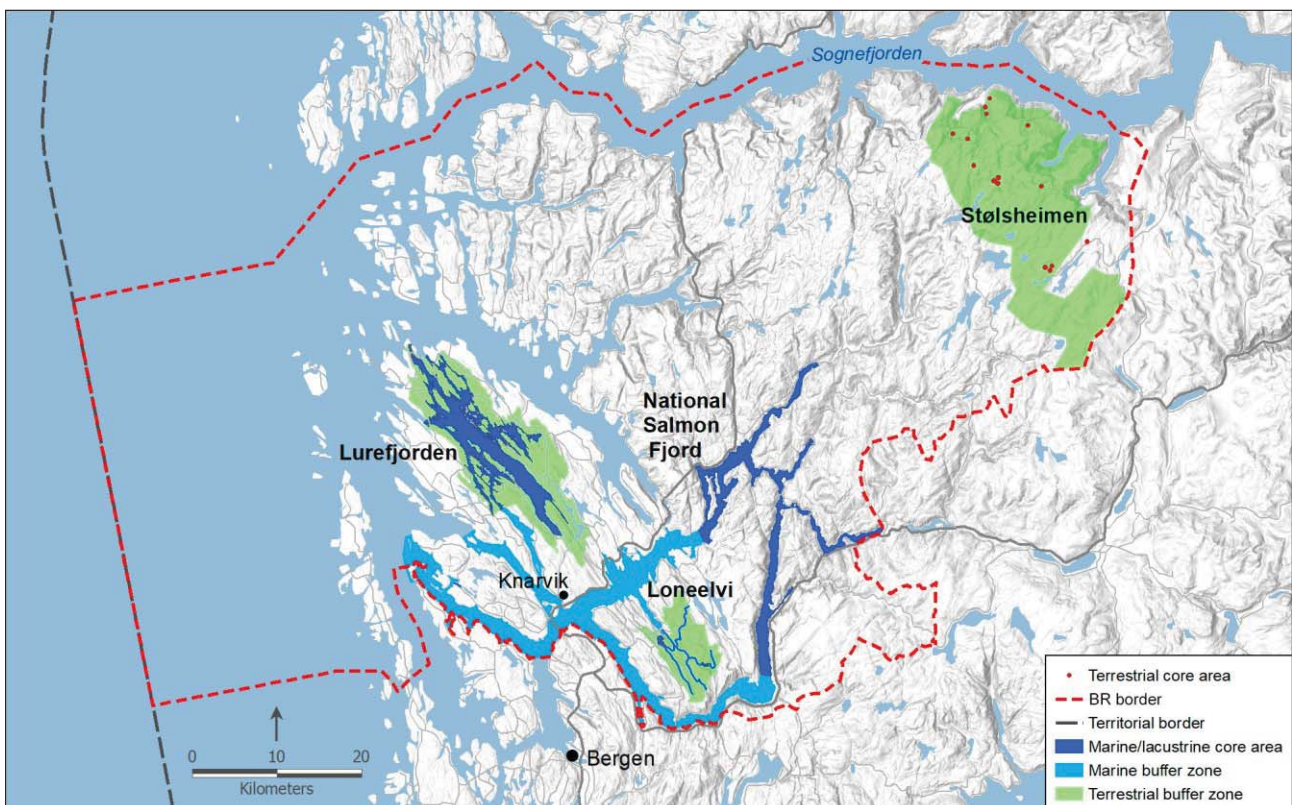 Sognefjorden
Stølsheimen
National
Salmon
Fjord
Lurefjorden
Knarvik
Loneelvi
Bergen
0 10 20
Kilometers
Terrestrial core area
BR border
Territorial border
Marine/lacustrine core area
Marine buffer zone
Terrestrial buffer zone